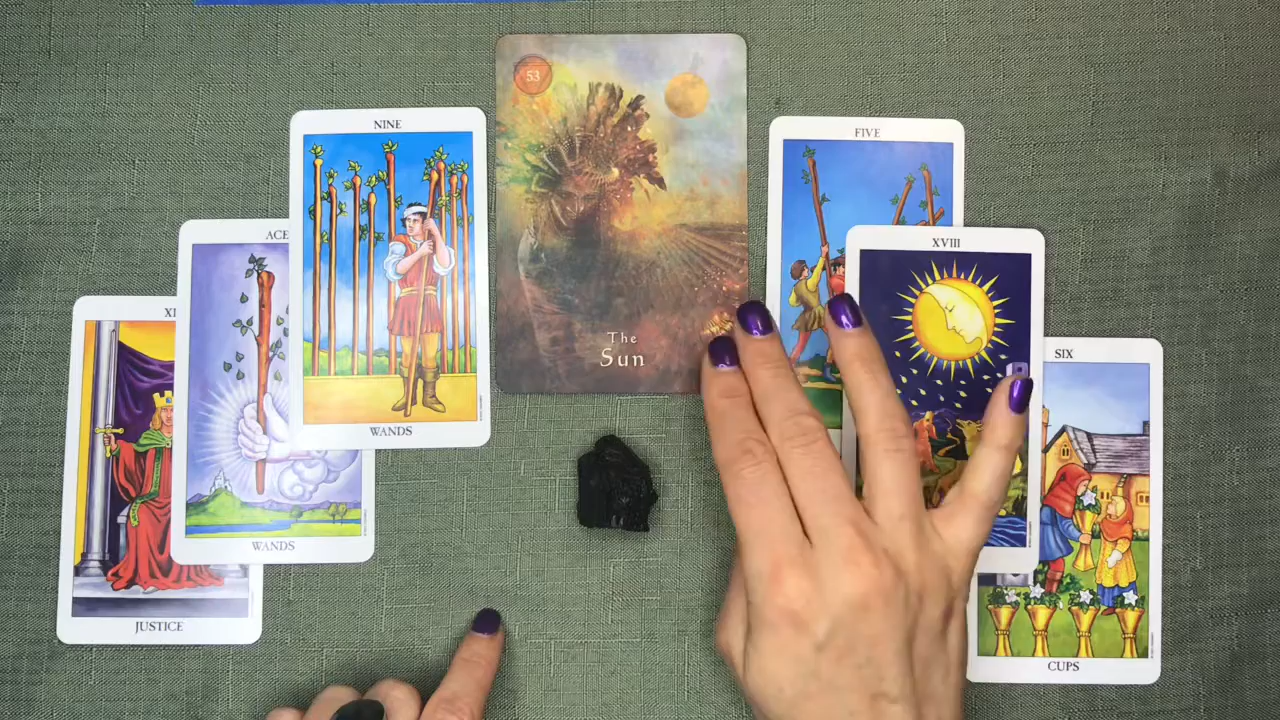 53
The
Sun
NINE
WANDS
ACE
WANDS
XI
JUSTICE
FIVE
XVIII
SIX
CUPS